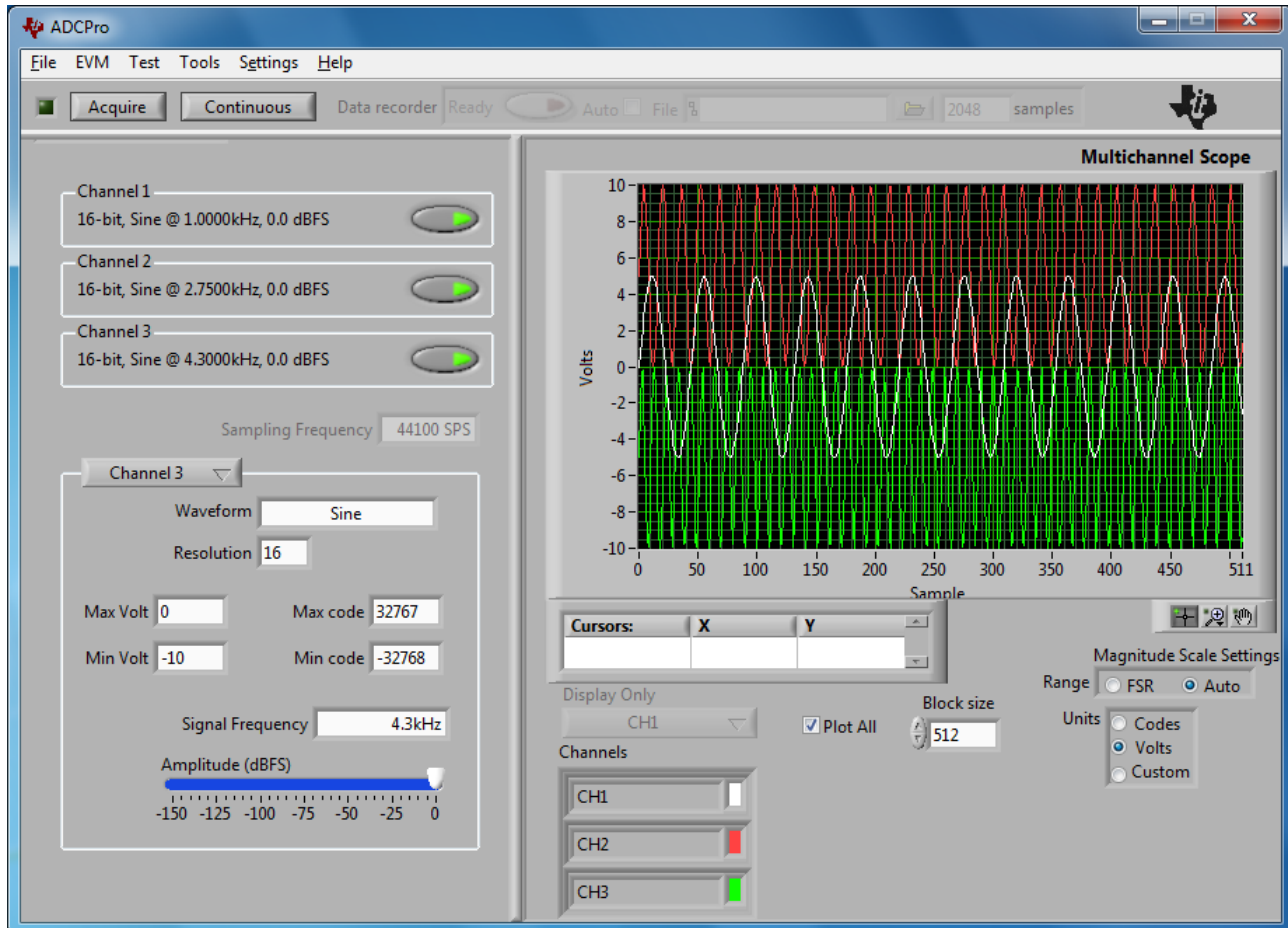 ADCPro
File EVM Test Tools Settings Help
Acquire Continuous Data recorder Ready Auto File 2048 samples
Channel 1
16-bit, Sine @ 1.0000kHz, 0.0 dBFS
Channel 2
16-bit, Sine @ 2.7500kHz, 0.0 dBFS
Channel 3
16-bit, Sine @ 4.3000kHz, 0.0 dBFS
Sampling Frequency 44100 SPS
Channel 3
Waveform Sine
Resolution 16
Max Volt 0 Max code 32767
Min Volt -10 Min code -32768
Signal Frequency 4.3kHz
Amplitude (dBFS)
-150 -125 -100 -75 -50 -25 0
Multichannel Scope
Volts
10
8
6
4
2
0
-2
-4
-6
-8
-10
0 50 100 150 200 250 300 350 400 450 511
Sample
Cursors: X Y
Display Only
CH1
Plot All
Block size
512
Channels
CH1
CH2
CH3
Magnitude Scale Settings
Range FSR Auto
Units Codes
Volts
Custom